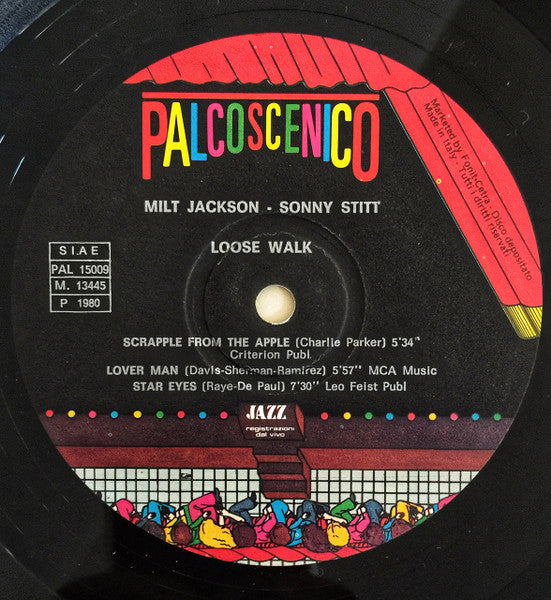 PALCOSCENICO
Marketed by Fonit-Cetra - Disco depositato
Made in Italy - Tutti i diritti riservati
MILT JACKSON - SONNY STITT
LOOSE WALK
S I A E
PAL 15009
M. 13445
P 1980
SCRAPPLE FROM THE APPLE (Charlie Parker) 5'34"
Criterion Publ.
LOVER MAN (Davis-Sherman-Ramirez) 5'57" MCA Music
STAR EYES (Raye-De Paul) 7'30" Leo Feist Publ
JAZZ
registrazioni
dal vivo